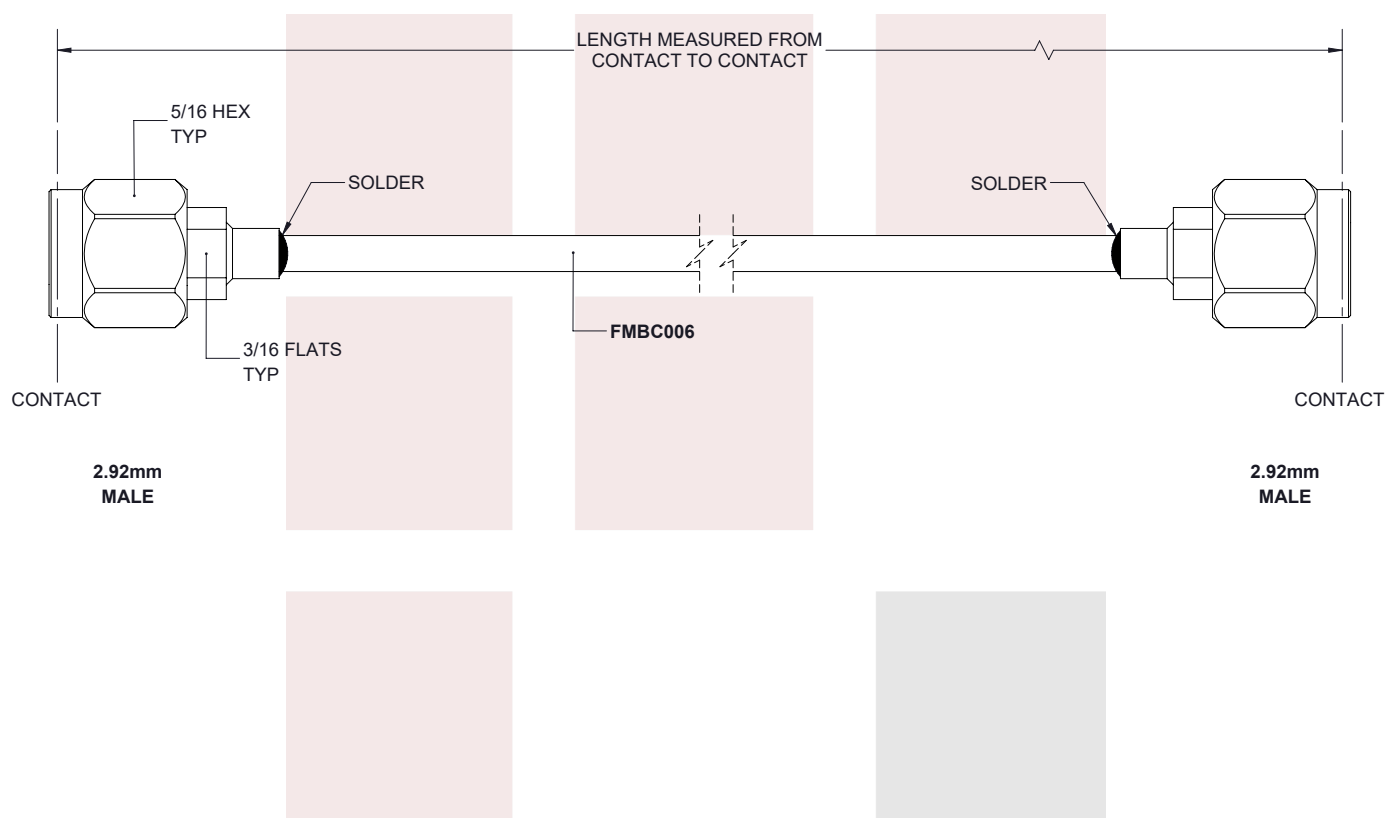 LENGTH MEASURED FROM
CONTACT TO CONTACT
5/16 HEX
TYP
SOLDER
SOLDER
FMBC006
3/16 FLATS
TYP
CONTACT
CONTACT
2.92mm
MALE
2.92mm
MALE